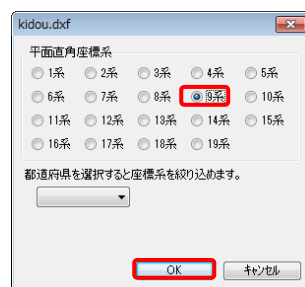 kidou.dxf
平面直角座標系
1系 2系 3系 4系 5系
6系 7系 8系 9系 10系
11系 12系 13系 14系 15系
16系 17系 18系 19系
都道府県を選択すると座標系を絞り込めます。
OK キャンセル